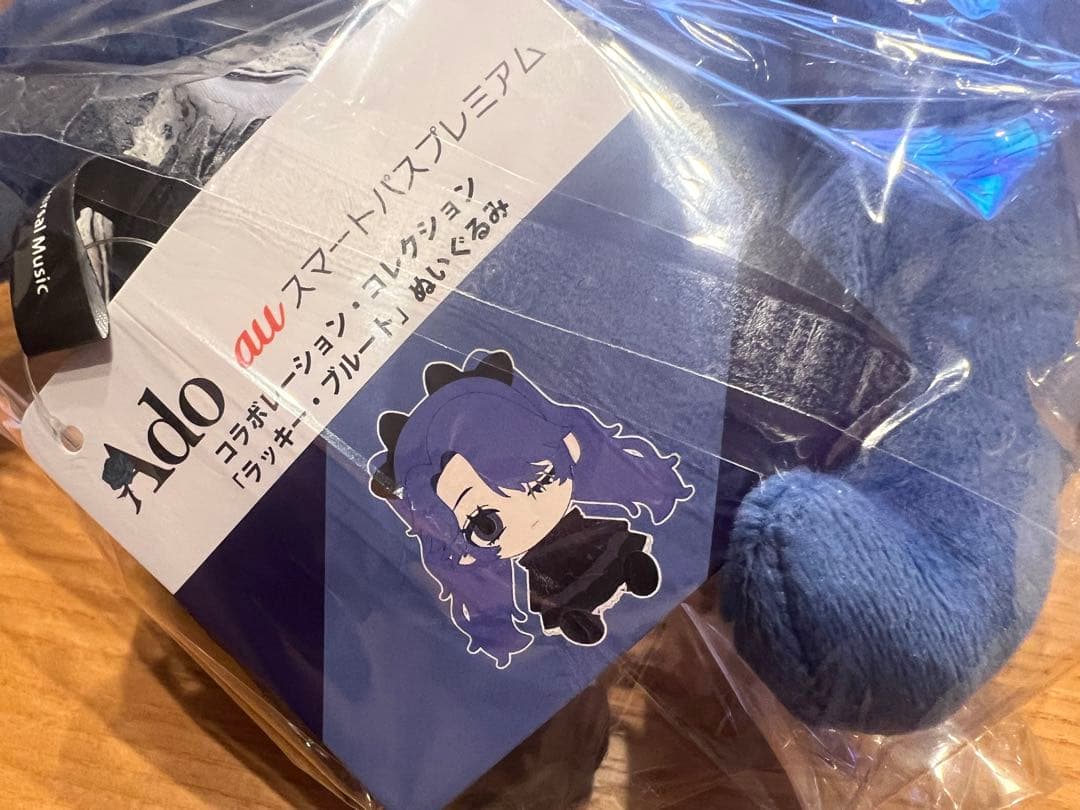 ersal Music
Ado
au スマートパスプレミアム
コラボレーション・コレクション
「ラッキー・ブルート」ぬいぐるみ